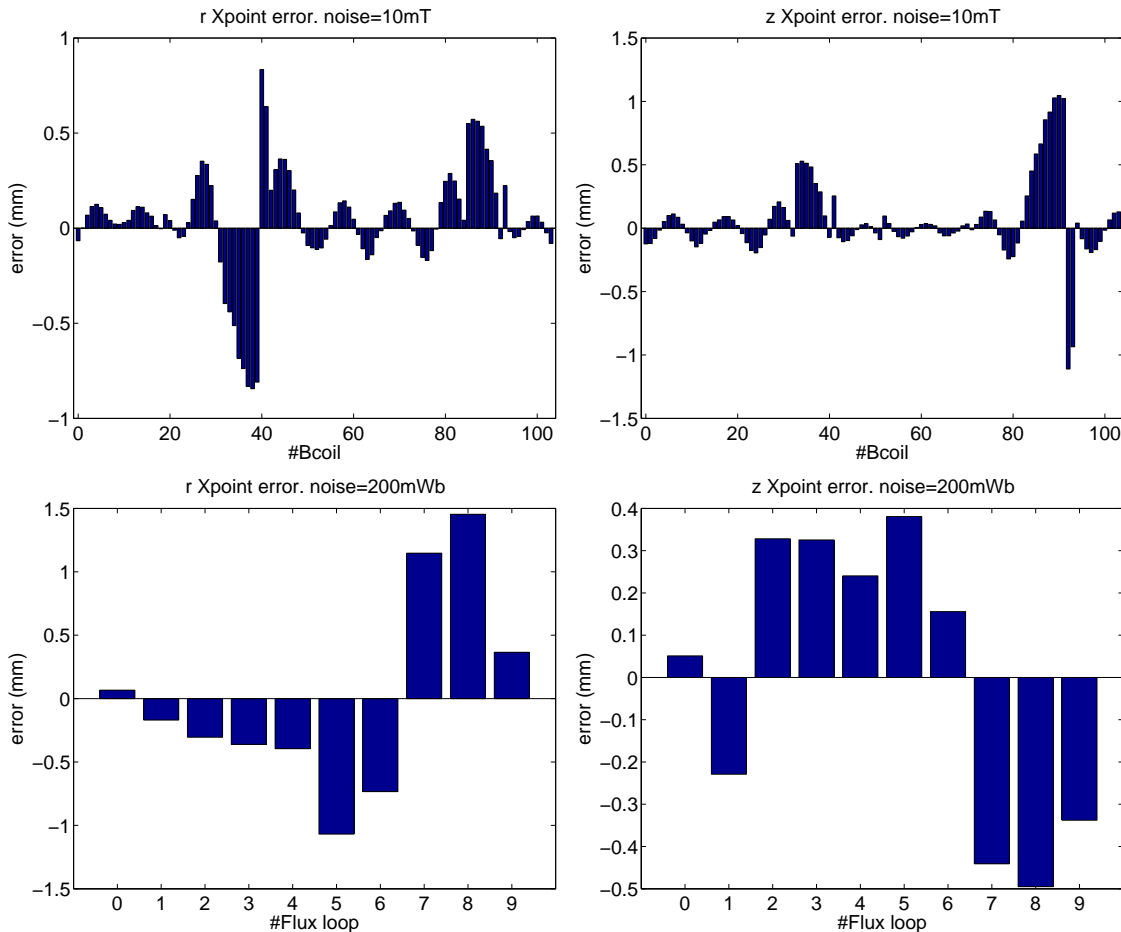 r Xpoint error. noise=10mT
1
0.5
0
−0.5
−1
error (mm)
0 20 40 60 80 100
#Bcoil
z Xpoint error. noise=10mT
1.5
1
0.5
0
−0.5
−1
−1.5
error (mm)
0 20 40 60 80 100
#Bcoil
r Xpoint error. noise=200mWb
1.5
1
0.5
0
−0.5
−1
−1.5
error (mm)
0 1 2 3 4 5 6 7 8 9
#Flux loop
z Xpoint error. noise=200mWb
0.4
0.3
0.2
0.1
0
−0.1
−0.2
−0.3
−0.4
−0.5
error (mm)
0 1 2 3 4 5 6 7 8 9
#Flux loop